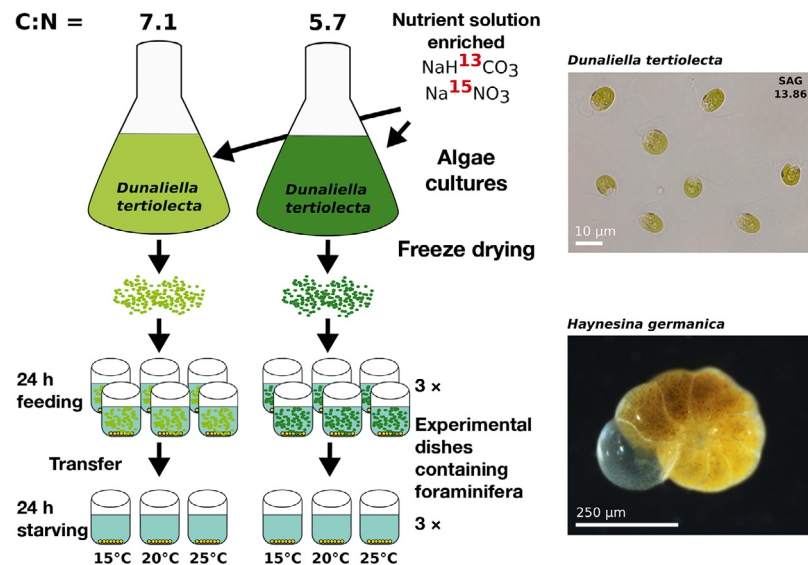 C:N =
7.1
5.7
Nutrient solution
enriched
NaH¹³CO₃
Na¹⁵NO₃
Dunaliella
tertiolecta
Dunaliella
tertiolecta
Algae
cultures
Freeze drying
24 h
feeding
3 ×
Experimental
dishes
containing
foraminifera
Transfer
24 h
starving
3 ×
15°C 20°C 25°C
15°C 20°C 25°C
Dunaliella tertiolecta
SAG
13.86
10 µm
Haynesina germanica
250 µm